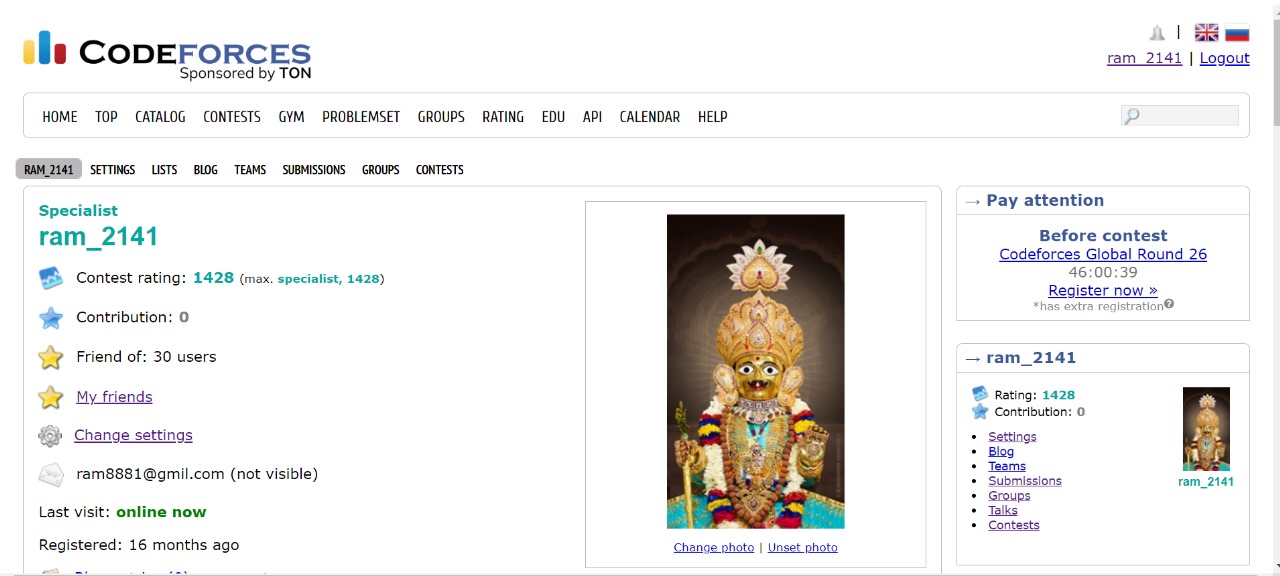 CODEFORCES
Sponsored by TON
|
ram_2141 | Logout
HOME TOP CATALOG CONTESTS GYM PROBLEMSET GROUPS RATING EDU API CALENDAR HELP
RAM_2141 SETTINGS LISTS BLOG TEAMS SUBMISSIONS GROUPS CONTESTS
Specialist
ram_2141
Contest rating: 1428 (max. specialist, 1428)
Contribution: 0
Friend of: 30 users
My friends
Change settings
ram8881@gmil.com (not visible)
Last visit: online now
Registered: 16 months ago
Change photo | Unset photo
→ Pay attention
Before contest
Codeforces Global Round 26
46:00:39
Register now »
*has extra registration?
→ ram_2141
Rating: 1428
Contribution: 0
Settings
Blog
Teams
Submissions
Groups
Talks
Contests
ram_2141